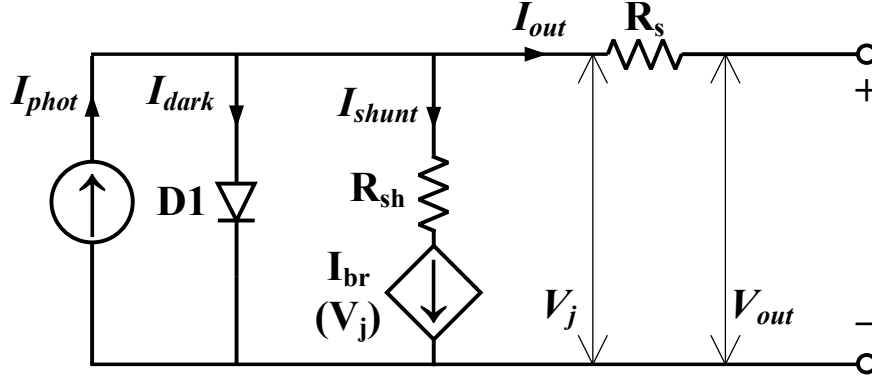 I_out
R_s
I_phot
I_dark
I_shunt
+
D1
R_sh
I_br
(V_j)
V_j
V_out
−